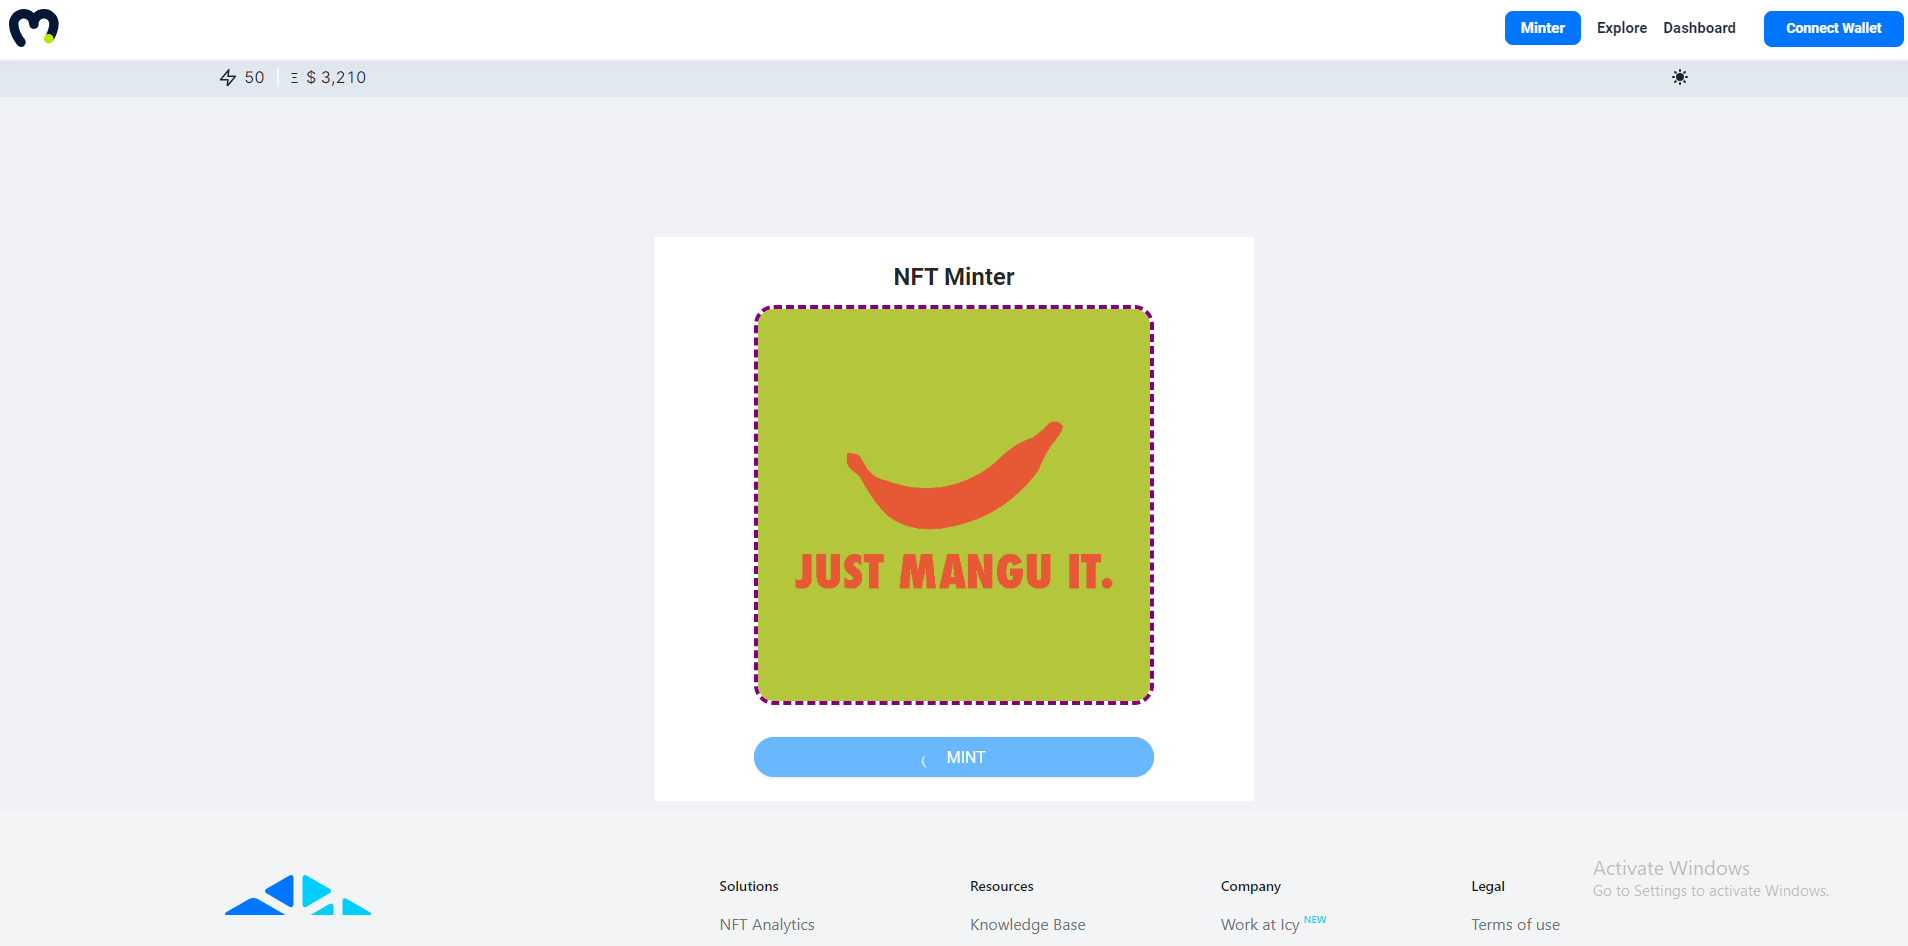 Minter Explore Dashboard Connect Wallet
50 Ξ $ 3,210
NFT Minter
JUST MANGU IT.
MINT
Activate Windows
Go to Settings to activate Windows.
Solutions Resources Company Legal
NFT Analytics Knowledge Base Work at Icy NEW Terms of use